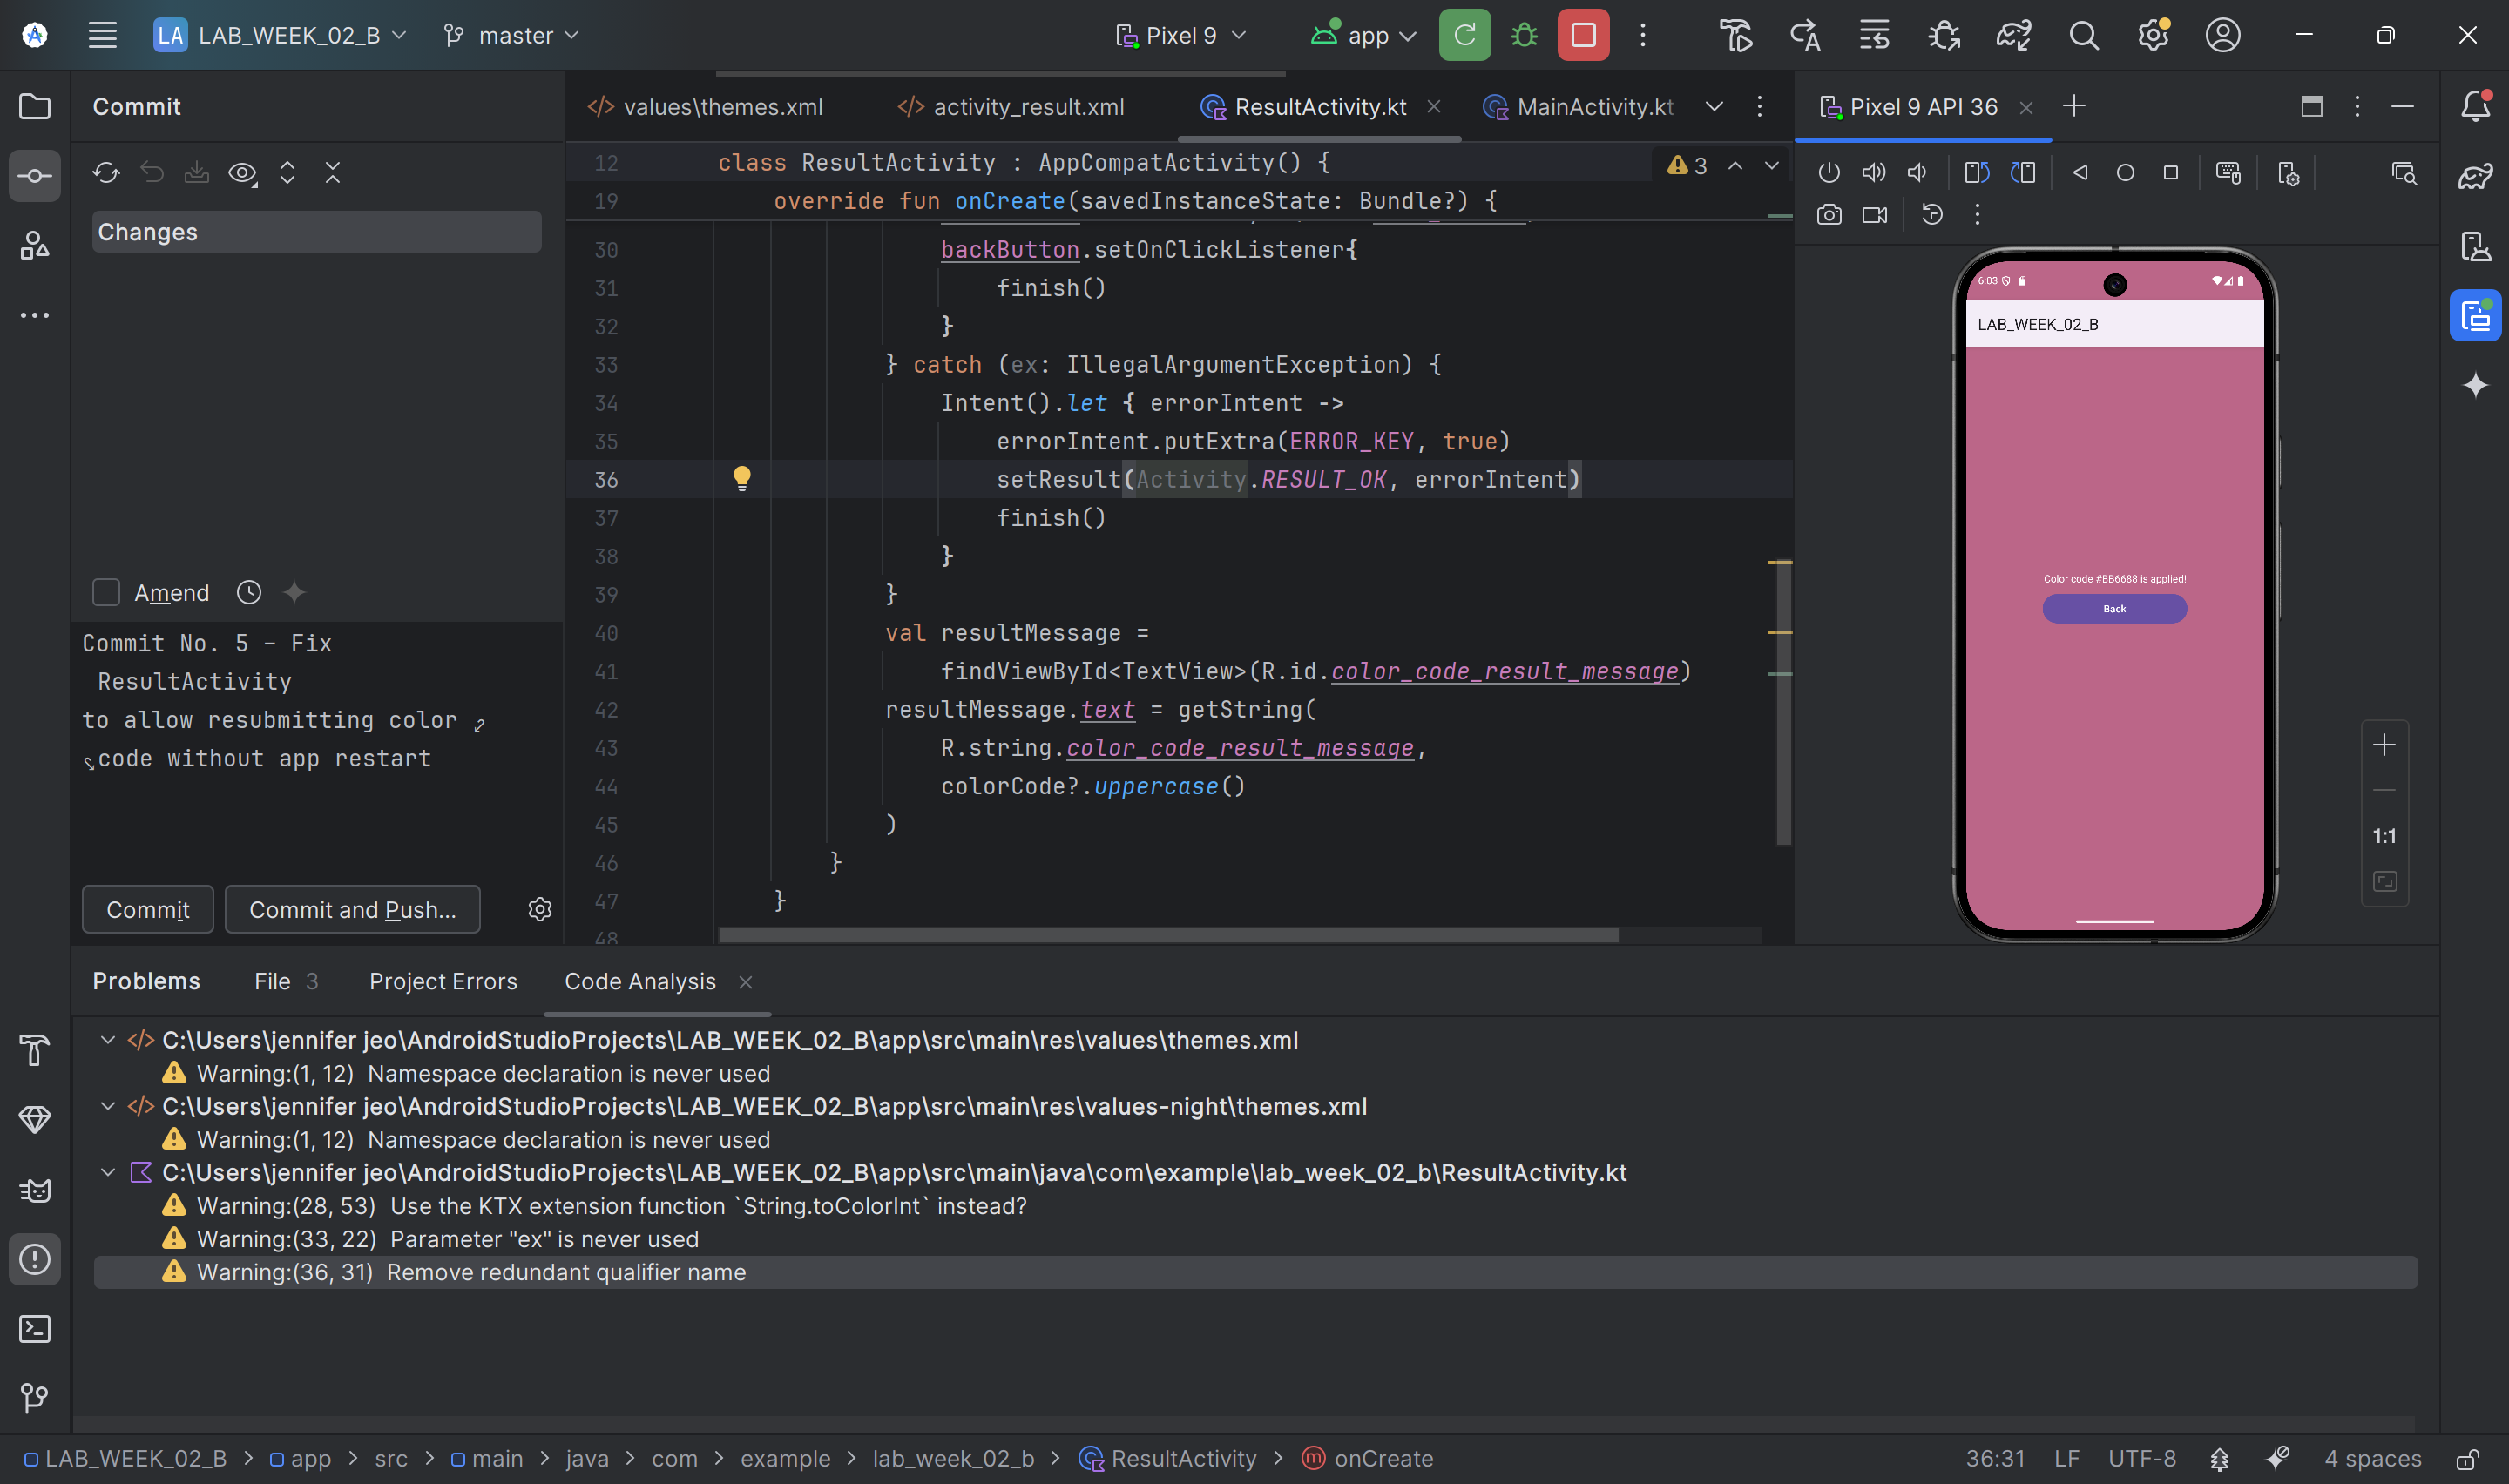 LA LAB_WEEK_02_B master Pixel 9 app
Commit
Changes
Amend
Commit No. 5 – Fix
ResultActivity
to allow resubmitting color
code without app restart
Commit Commit and Push...
values\themes.xml activity_result.xml ResultActivity.kt MainActivity.kt
3
12 class ResultActivity : AppCompatActivity() {
19 override fun onCreate(savedInstanceState: Bundle?) {
30 backButton.setOnClickListener{
31 finish()
32 }
33 } catch (ex: IllegalArgumentException) {
34 Intent().let { errorIntent ->
35 errorIntent.putExtra(ERROR_KEY, true)
36 setResult(Activity.RESULT_OK, errorIntent)
37 finish()
38 }
39 }
40 val resultMessage =
41 findViewById<TextView>(R.id.color_code_result_message)
42 resultMessage.text = getString(
43 R.string.color_code_result_message,
44 colorCode?.uppercase()
45 )
46 }
47 }
48
Pixel 9 API 36
6:03
LAB_WEEK_02_B
Color code #BB6688 is applied!
Back
1:1
Problems File 3 Project Errors Code Analysis
C:\Users\jennifer jeo\AndroidStudioProjects\LAB_WEEK_02_B\app\src\main\res\values\themes.xml
Warning:(1, 12) Namespace declaration is never used
C:\Users\jennifer jeo\AndroidStudioProjects\LAB_WEEK_02_B\app\src\main\res\values-night\themes.xml
Warning:(1, 12) Namespace declaration is never used
C:\Users\jennifer jeo\AndroidStudioProjects\LAB_WEEK_02_B\app\src\main\java\com\example\lab_week_02_b\ResultActivity.kt
Warning:(28, 53) Use the KTX extension function `String.toColorInt` instead?
Warning:(33, 22) Parameter "ex" is never used
Warning:(36, 31) Remove redundant qualifier name
LAB_WEEK_02_B > app > src > main > java > com > example > lab_week_02_b > ResultActivity > onCreate 36:31 LF UTF-8 4 spaces